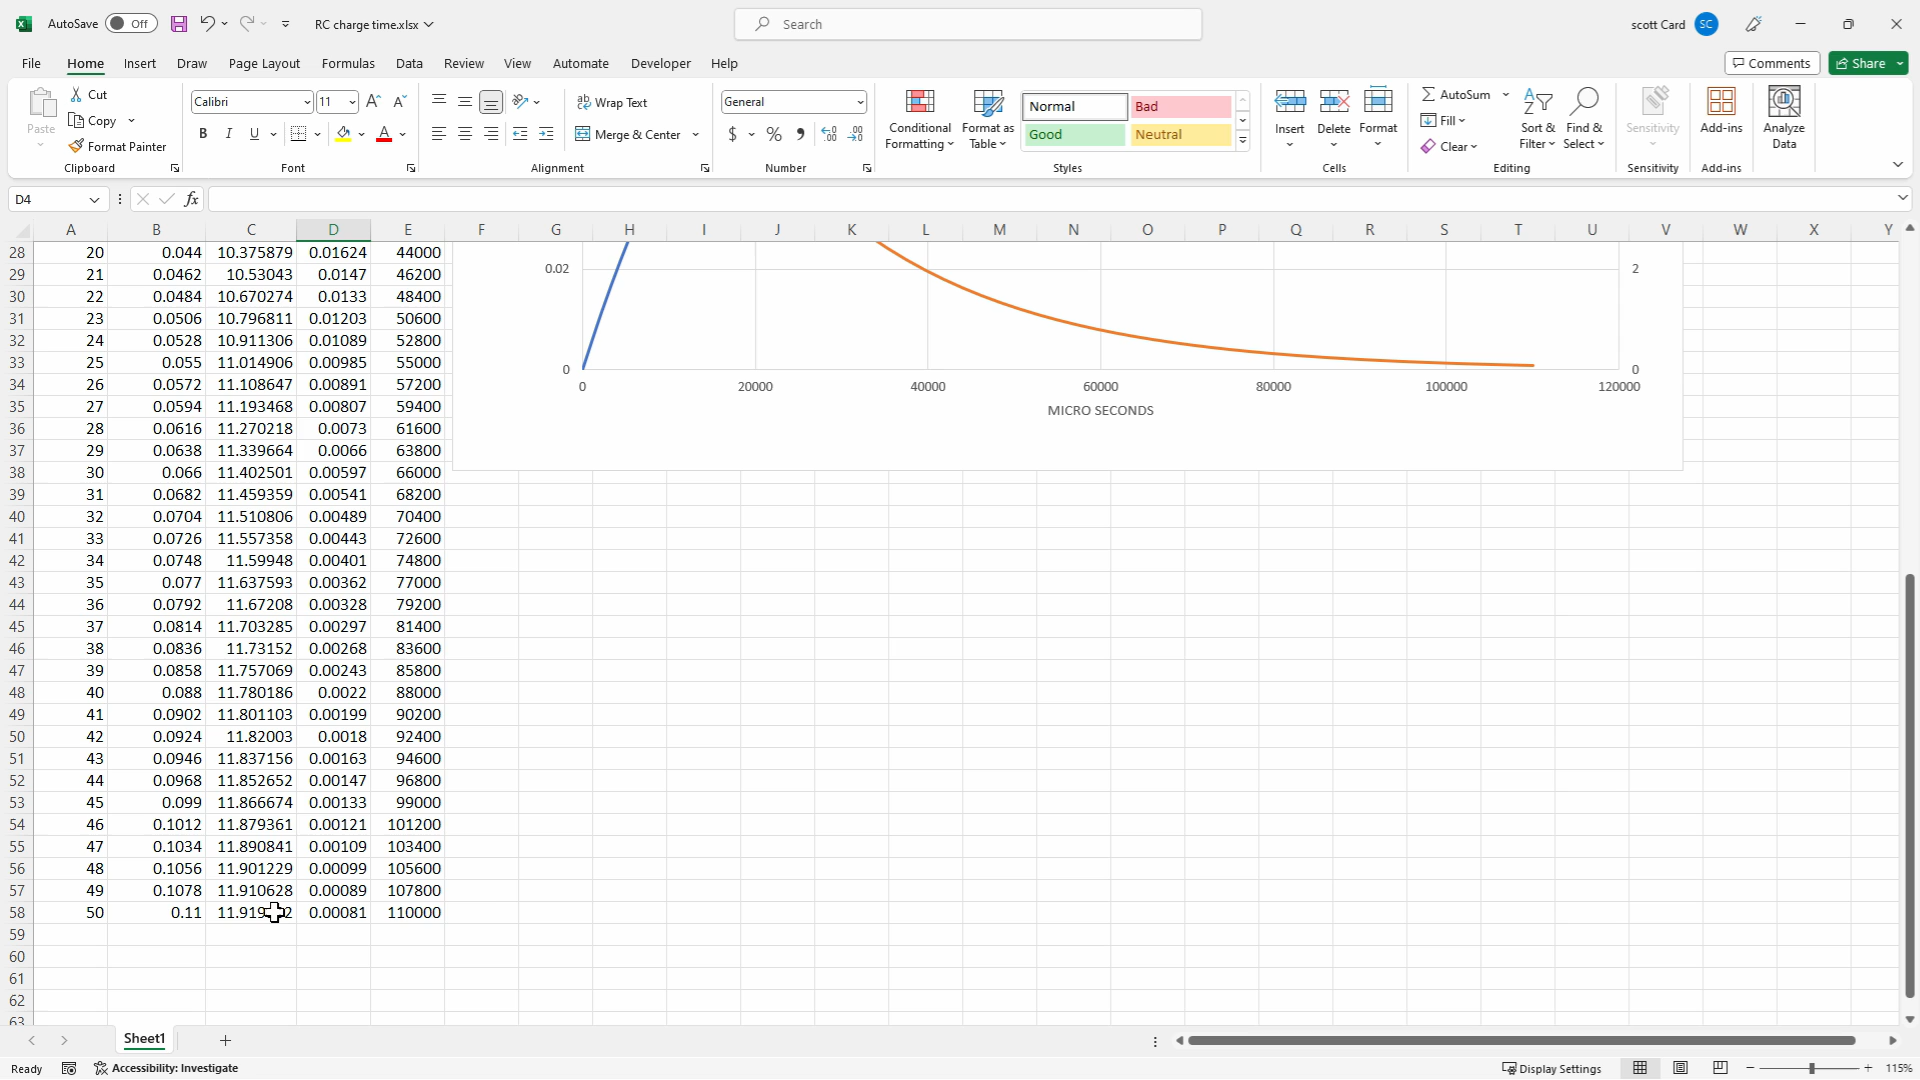 AutoSave Off RC charge time.xlsx Search scott Card SC
File Home Insert Draw Page Layout Formulas Data Review View Automate Developer Help Comments Share
Paste Cut Copy Format Painter Clipboard
Calibri 11 B I U A Font
Wrap Text Merge & Center Alignment
General $ % , Number
Conditional Formatting Format as Table Normal Bad Good Neutral Styles
Insert Delete Format Cells
AutoSum Fill Clear Sort & Filter Find & Select Editing
Sensitivity Sensitivity
Add-ins Add-ins
Analyze Data
D4 fx
A B C D E F G H I J K L M N O P Q R S T U V W X Y
28 20 0.044 10.375879 0.01624 44000
29 21 0.0462 10.53043 0.0147 46200
30 22 0.0484 10.670274 0.0133 48400
31 23 0.0506 10.796811 0.01203 50600
32 24 0.0528 10.911306 0.01089 52800
33 25 0.055 11.014906 0.00985 55000
34 26 0.0572 11.108647 0.00891 57200
35 27 0.0594 11.193468 0.00807 59400
36 28 0.0616 11.270218 0.0073 61600
37 29 0.0638 11.339664 0.0066 63800
38 30 0.066 11.402501 0.00597 66000
39 31 0.0682 11.459359 0.00541 68200
40 32 0.0704 11.510806 0.00489 70400
41 33 0.0726 11.557358 0.00443 72600
42 34 0.0748 11.59948 0.00401 74800
43 35 0.077 11.637593 0.00362 77000
44 36 0.0792 11.67208 0.00328 79200
45 37 0.0814 11.703285 0.00297 81400
46 38 0.0836 11.73152 0.00268 83600
47 39 0.0858 11.757069 0.00243 85800
48 40 0.088 11.780186 0.0022 88000
49 41 0.0902 11.801103 0.00199 90200
50 42 0.0924 11.82003 0.0018 92400
51 43 0.0946 11.837156 0.00163 94600
52 44 0.0968 11.852652 0.00147 96800
53 45 0.099 11.866674 0.00133 99000
54 46 0.1012 11.879361 0.00121 101200
55 47 0.1034 11.890841 0.00109 103400
56 48 0.1056 11.901229 0.00099 105600
57 49 0.1078 11.910628 0.00089 107800
58 50 0.11 0.00081 110000
59
60
61
62
63
0.02 2
0 0
0 20000 40000 60000 80000 100000 120000
MICRO SECONDS
Sheet1
Ready Accessibility: Investigate Display Settings 115%